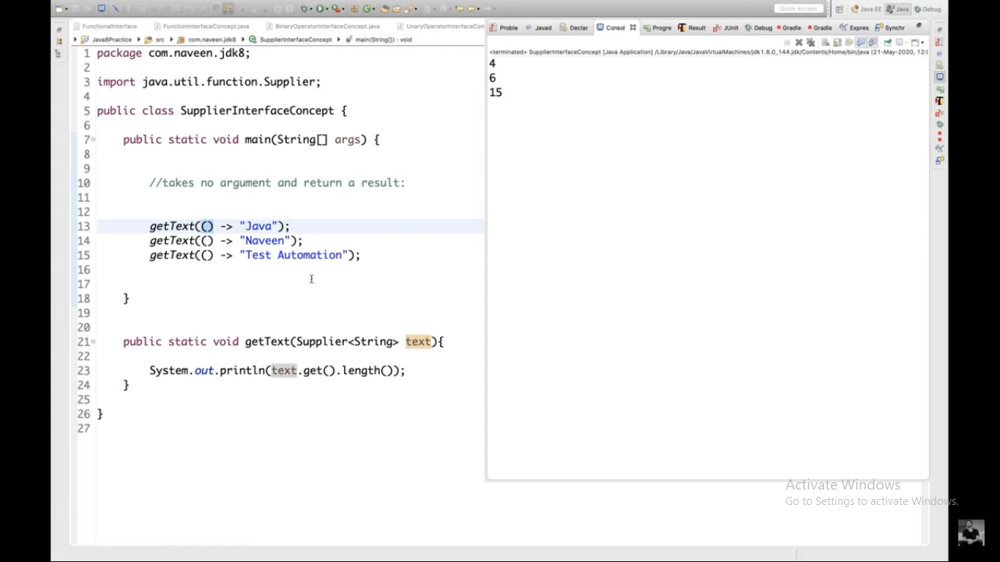 Quick Access
Java EE
Java
Debug
FunctionalInterface
FunctionInterfaceConcept.java
BinaryOperatorInterfaceConcept.java
UnaryOperatorInterfaceCon
Proble
Javad
Declar
Consol
Progre
Result
JUnit
Debug
Gradle
Gradle
Expres
Synchr
Java8Practice
src
com.naveen.jdk8
SupplierInterfaceConcept
main(String[]) : void
<terminated> SupplierInterfaceConcept [Java Application] /Library/Java/JavaVirtualMachines/jdk1.8.0_144.jdk/Contents/Home/bin/java (21-May-2020, 12:
1 package com.naveen.jdk8;
2
3 import java.util.function.Supplier;
4
5 public class SupplierInterfaceConcept {
6
7 public static void main(String[] args) {
8
9
10 //takes no argument and return a result:
11
12
13 getText(() -> "Java");
14 getText(() -> "Naveen");
15 getText(() -> "Test Automation");
16
17
18 }
19
20
21 public static void getText(Supplier<String> text){
22
23 System.out.println(text.get().length());
24 }
25
26 }
27
4
6
15
Activate Windows
Go to Settings to activate Windows.